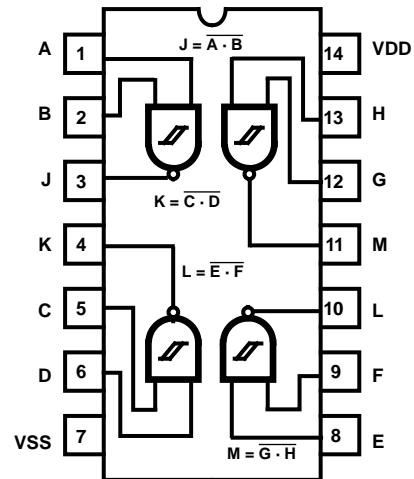 J = A · B
A 1 14 VDD
B 2 13 H
J 3 12 G
K = C · D
K 4 11 M
L = E · F
C 5 10 L
D 6 9 F
VSS 7 8 E
M = G · H